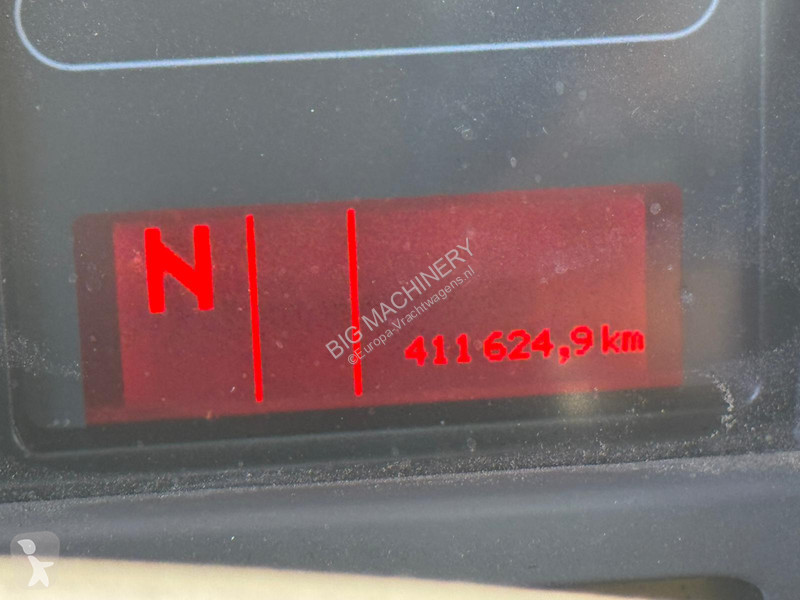 N
411 624,9 km
BIG MACHINERY
©Europa-Vrachtwagens.nl